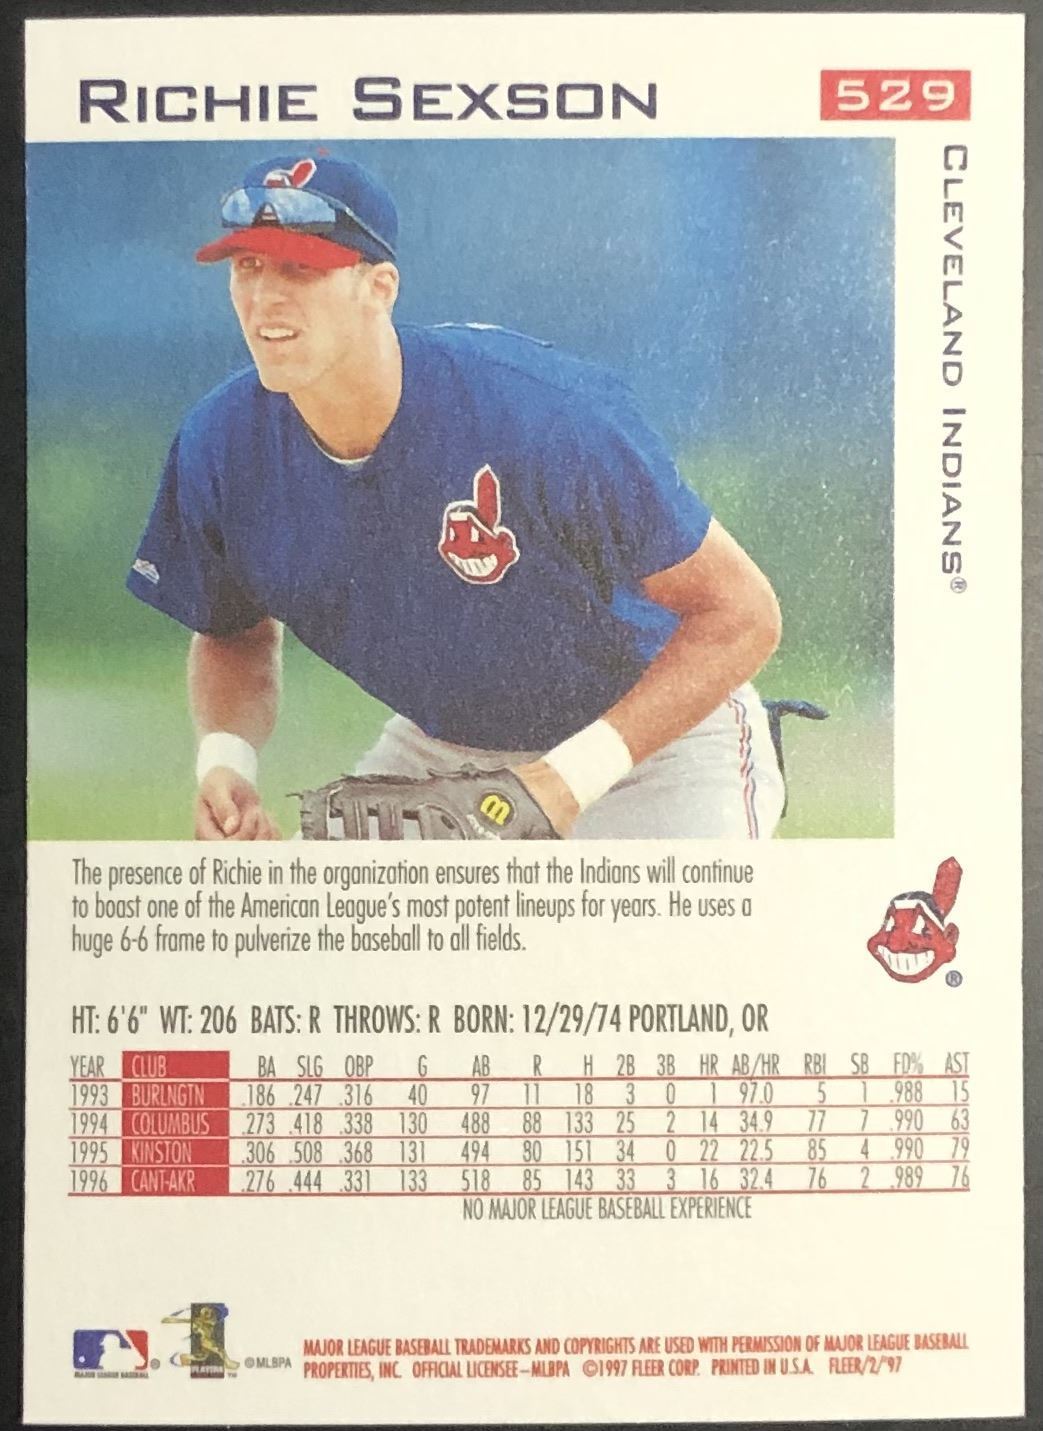 RICHIE SEXSON
529
CLEVELAND INDIANS®
The presence of Richie in the organization ensures that the Indians will continue
to boast one of the American League's most potent lineups for years. He uses a
huge 6-6 frame to pulverize the baseball to all fields.
®
HT: 6'6" WT: 206 BATS: R THROWS: R BORN: 12/29/74 PORTLAND, OR
YEAR CLUB BA SLG OBP G AB R H 2B 3B HR AB/HR RBI SB FD% AST
1993 BURLNGTN .186 .247 .316 40 97 11 18 3 0 1 97.0 5 1 .988 15
1994 COLUMBUS .273 .418 .338 130 488 88 133 25 2 14 34.9 77 7 .990 63
1995 KINSTON .306 .508 .368 131 494 80 151 34 0 22 22.5 85 4 .990 79
1996 CANT-AKR .276 .444 .331 133 518 85 143 33 3 16 32.4 76 2 .989 76
NO MAJOR LEAGUE BASEBALL EXPERIENCE
MAJOR LEAGUE BASEBALL
®
TM
©MLBPA
MAJOR LEAGUE BASEBALL TRADEMARKS AND COPYRIGHTS ARE USED WITH PERMISSION OF MAJOR LEAGUE BASEBALL
PROPERTIES, INC. OFFICIAL LICENSEE—MLBPA ©1997 FLEER CORP. PRINTED IN U.S.A. FLEER/2/'97